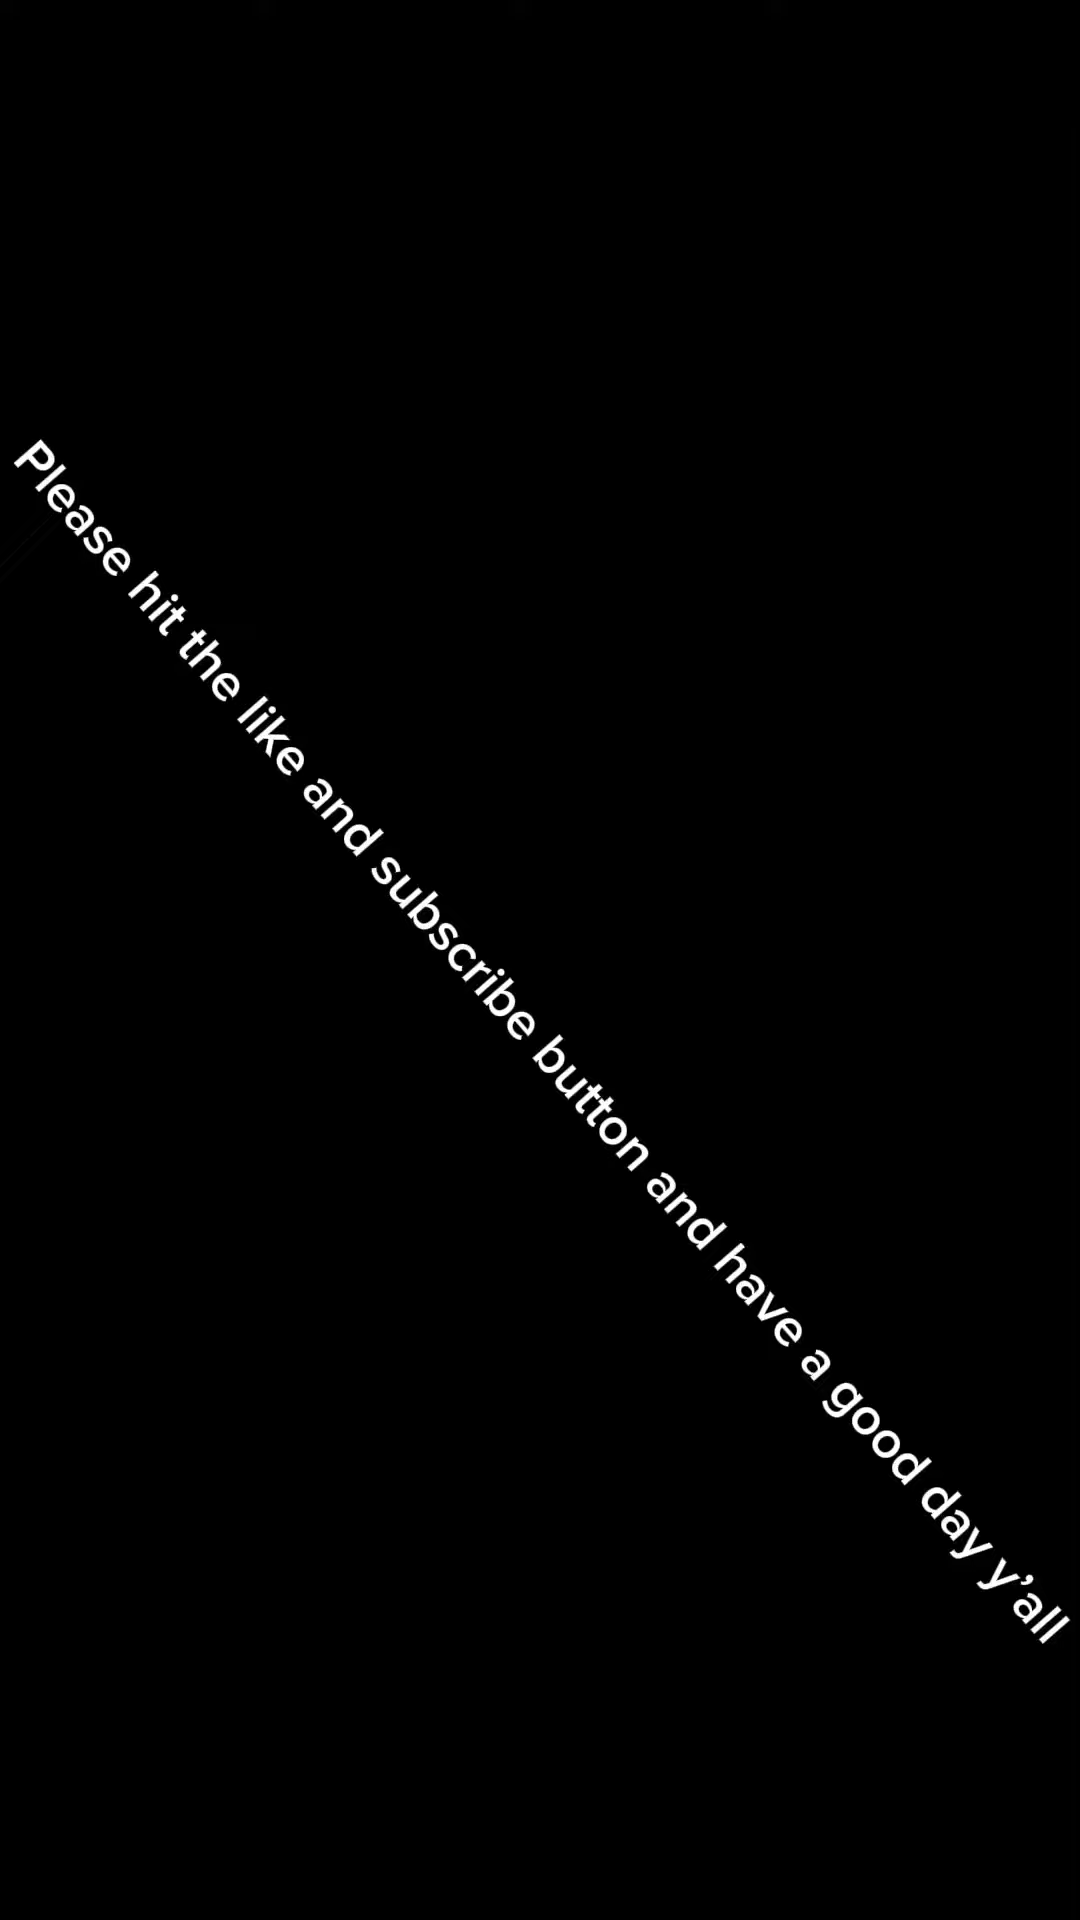 Please hit the like and subscribe button and have a good day y’all